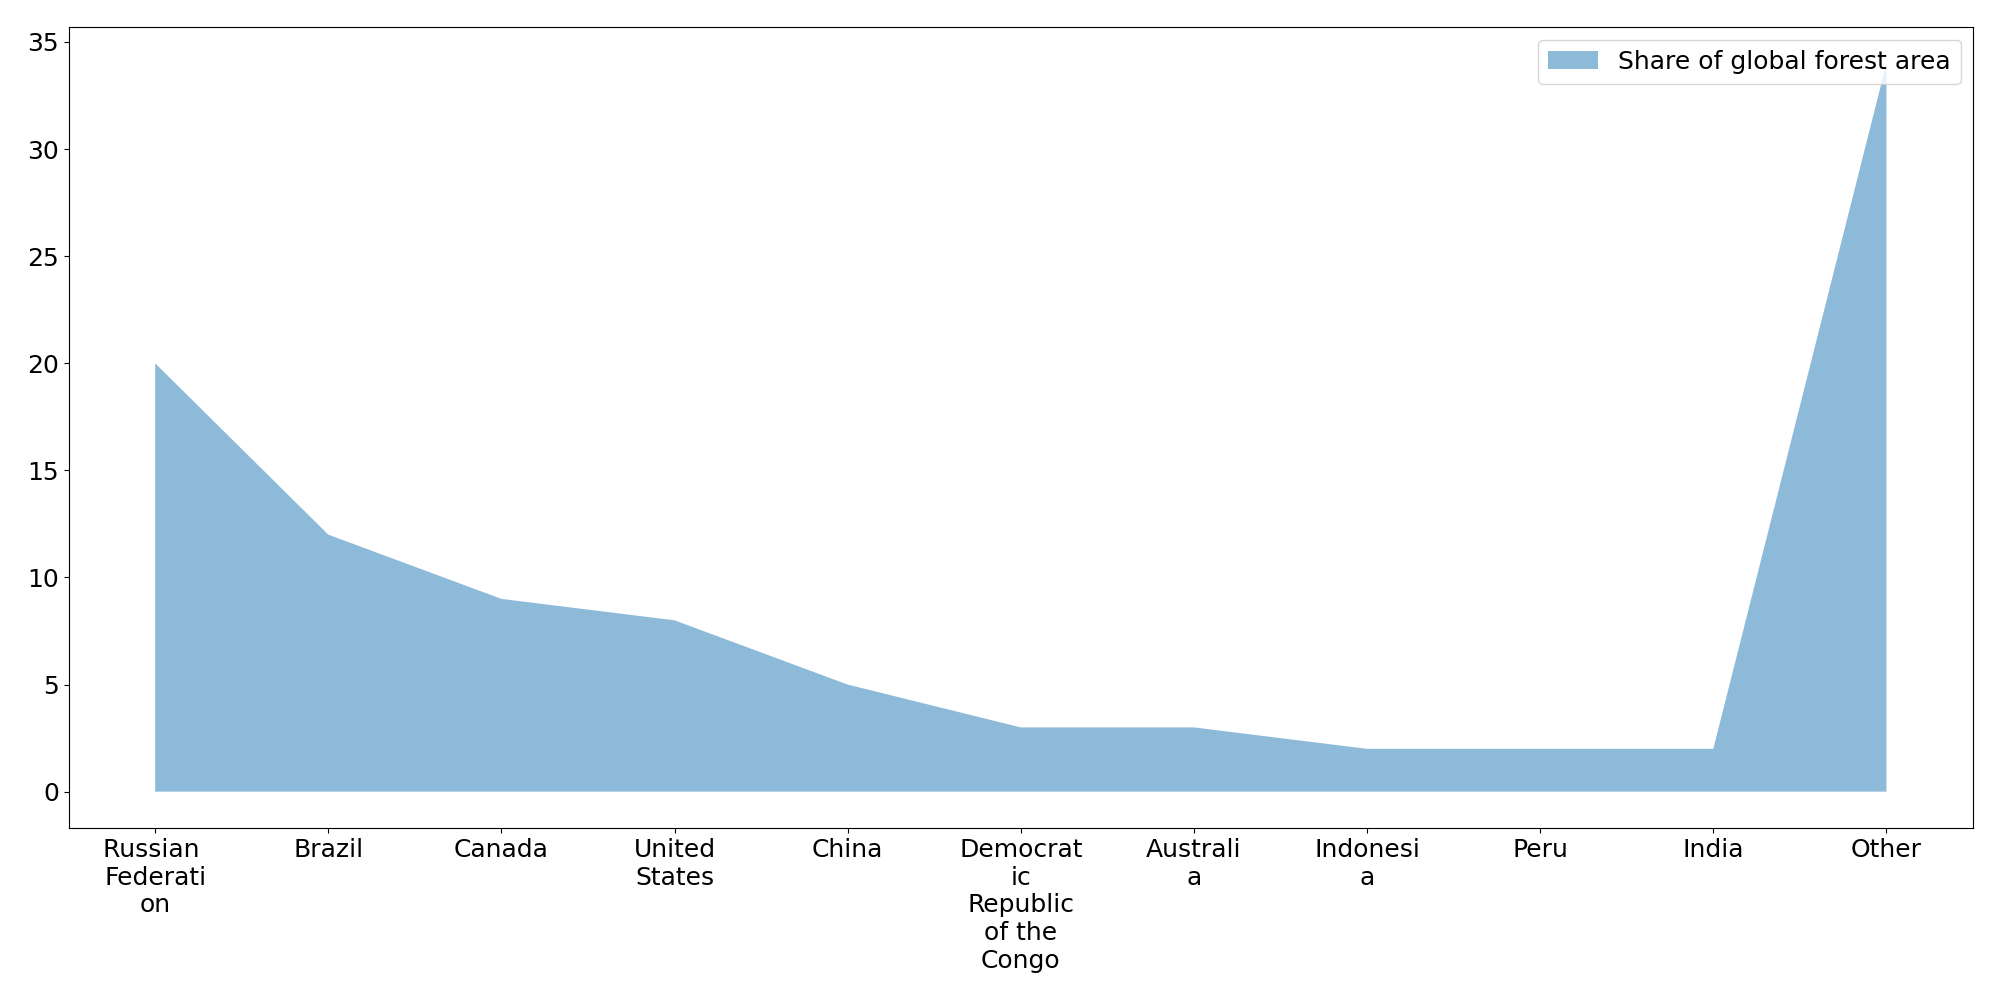 35
30
25
20
15
10
5
0
Share of global forest area
Russian
Federati
on
Brazil
Canada
United
States
China
Democrat
ic
Republic
of the
Congo
Australi
a
Indonesi
a
Peru
India
Other